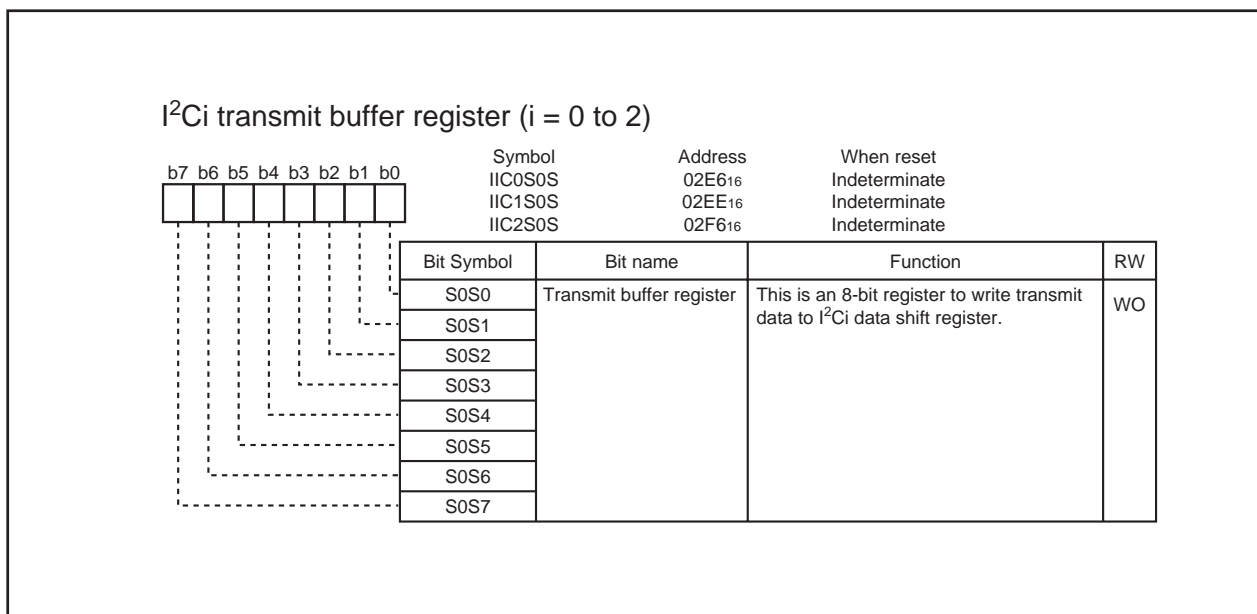 I²Ci transmit buffer register (i = 0 to 2)
b7 b6 b5 b4 b3 b2 b1 b0
Symbol Address When reset
IIC0S0S 02E6₁₆ Indeterminate
IIC1S0S 02EE₁₆ Indeterminate
IIC2S0S 02F6₁₆ Indeterminate
Bit Symbol Bit name Function RW
S0S0 Transmit buffer register This is an 8-bit register to write transmit WO
data to I²Ci data shift register.
S0S1
S0S2
S0S3
S0S4
S0S5
S0S6
S0S7